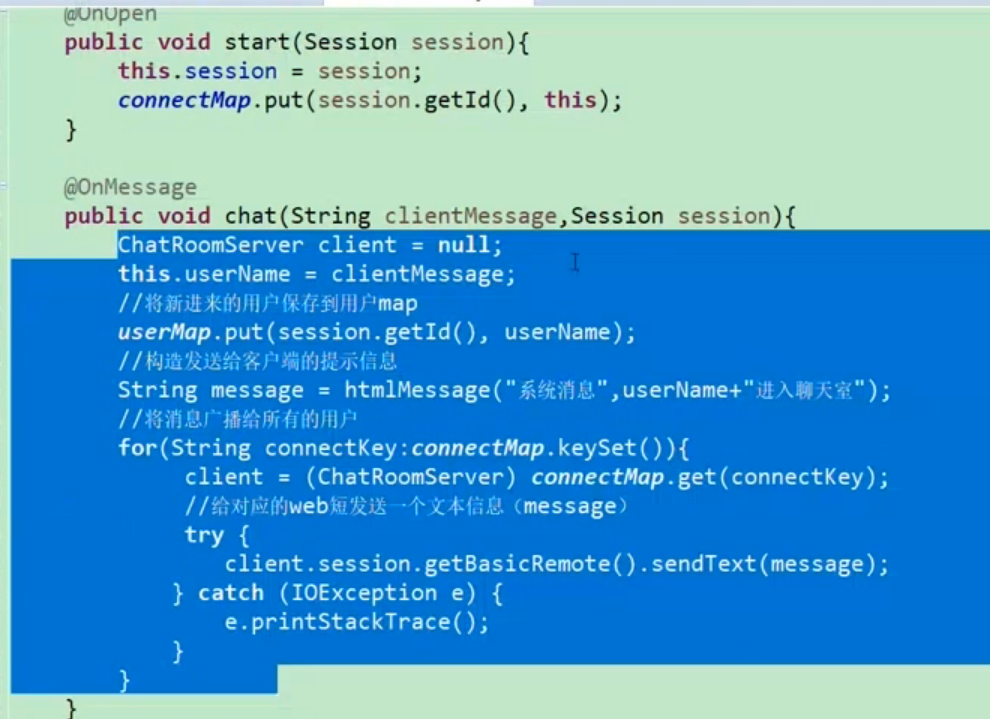 @OnOpen
public void start(Session session){
this.session = session;
connectMap.put(session.getId(), this);
}
@OnMessage
public void chat(String clientMessage,Session session){
ChatRoomServer client = null;
this.userName = clientMessage;
//将新进来的用户保存到用户map
userMap.put(session.getId(), userName);
//构造发送给客户端的提示信息
String message = htmlMessage("系统消息",userName+"进入聊天室");
//将消息广播给所有的用户
for(String connectKey:connectMap.keySet()){
client = (ChatRoomServer) connectMap.get(connectKey);
//给对应的web短发送一个文本信息（message）
try {
client.session.getBasicRemote().sendText(message);
} catch (IOException e) {
e.printStackTrace();
}
}
}